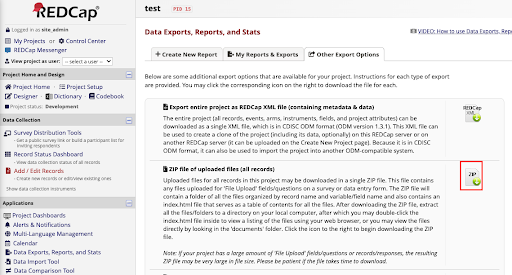 REDCap
Logged in as site_admin
My Projects or Control Center
REDCap Messenger
View project as user: -- select a user --
Project Home and Design
Project Home · Project Setup
Designer · Dictionary · Codebook
Project status: Development
Data Collection
Survey Distribution Tools
- Get a public survey link or build a participant list for
inviting respondents
Record Status Dashboard
- View data collection status of all records
Add / Edit Records
- Create new records or edit/view existing ones
Show data collection instruments
Applications
Project Dashboards
Alerts & Notifications
Multi-Language Management
Calendar
Data Exports, Reports, and Stats
Data Import Tool
Data Comparison Tool
test PID 15
Data Exports, Reports, and Stats
VIDEO: How to use Data Exports, Repo
+ Create New Report
My Reports & Exports
Other Export Options
Below are some additional export options that are available for your project. Instructions for each type of export
are provided. You may click the corresponding icon on the right to download the file for each.
Export entire project as REDCap XML file (containing metadata & data)
The entire project (all records, events, arms, instruments, fields, and project attributes) can be
downloaded as a single XML file, which is in CDISC ODM format (ODM version 1.3.1). This XML file can
be used to create a clone of the project (including its data, optionally) on this REDCap server or on
another REDCap server (it can be uploaded on the Create New Project page). Because it is in CDISC
ODM format, it can also be used to import the project into another ODM-compatible system.
REDCap
XML
ZIP file of uploaded files (all records)
Uploaded files for all records in this project may be downloaded in a single ZIP file. This file contains
any files uploaded for 'File Upload' fields/questions on a survey or data entry form. The ZIP file will
contain a folder of all the files organized by record name and variable/field name and also contains an
index.html file that serves as a table of contents for all the files. After downloading the ZIP file, extract
all the files/folders to a directory on your local computer, after which you may double-click the
index.html file inside to view a listing of the files using your web browser, or you may view the files
directly by looking in the 'documents' folder. Click the icon to the right to begin downloading the
ZIP file.
ZIP
Note: If your project has a large amount of 'File Upload' fields/questions or records/responses, the resulting
ZIP file may be very large in file size. Please be patient if the file takes time to download.